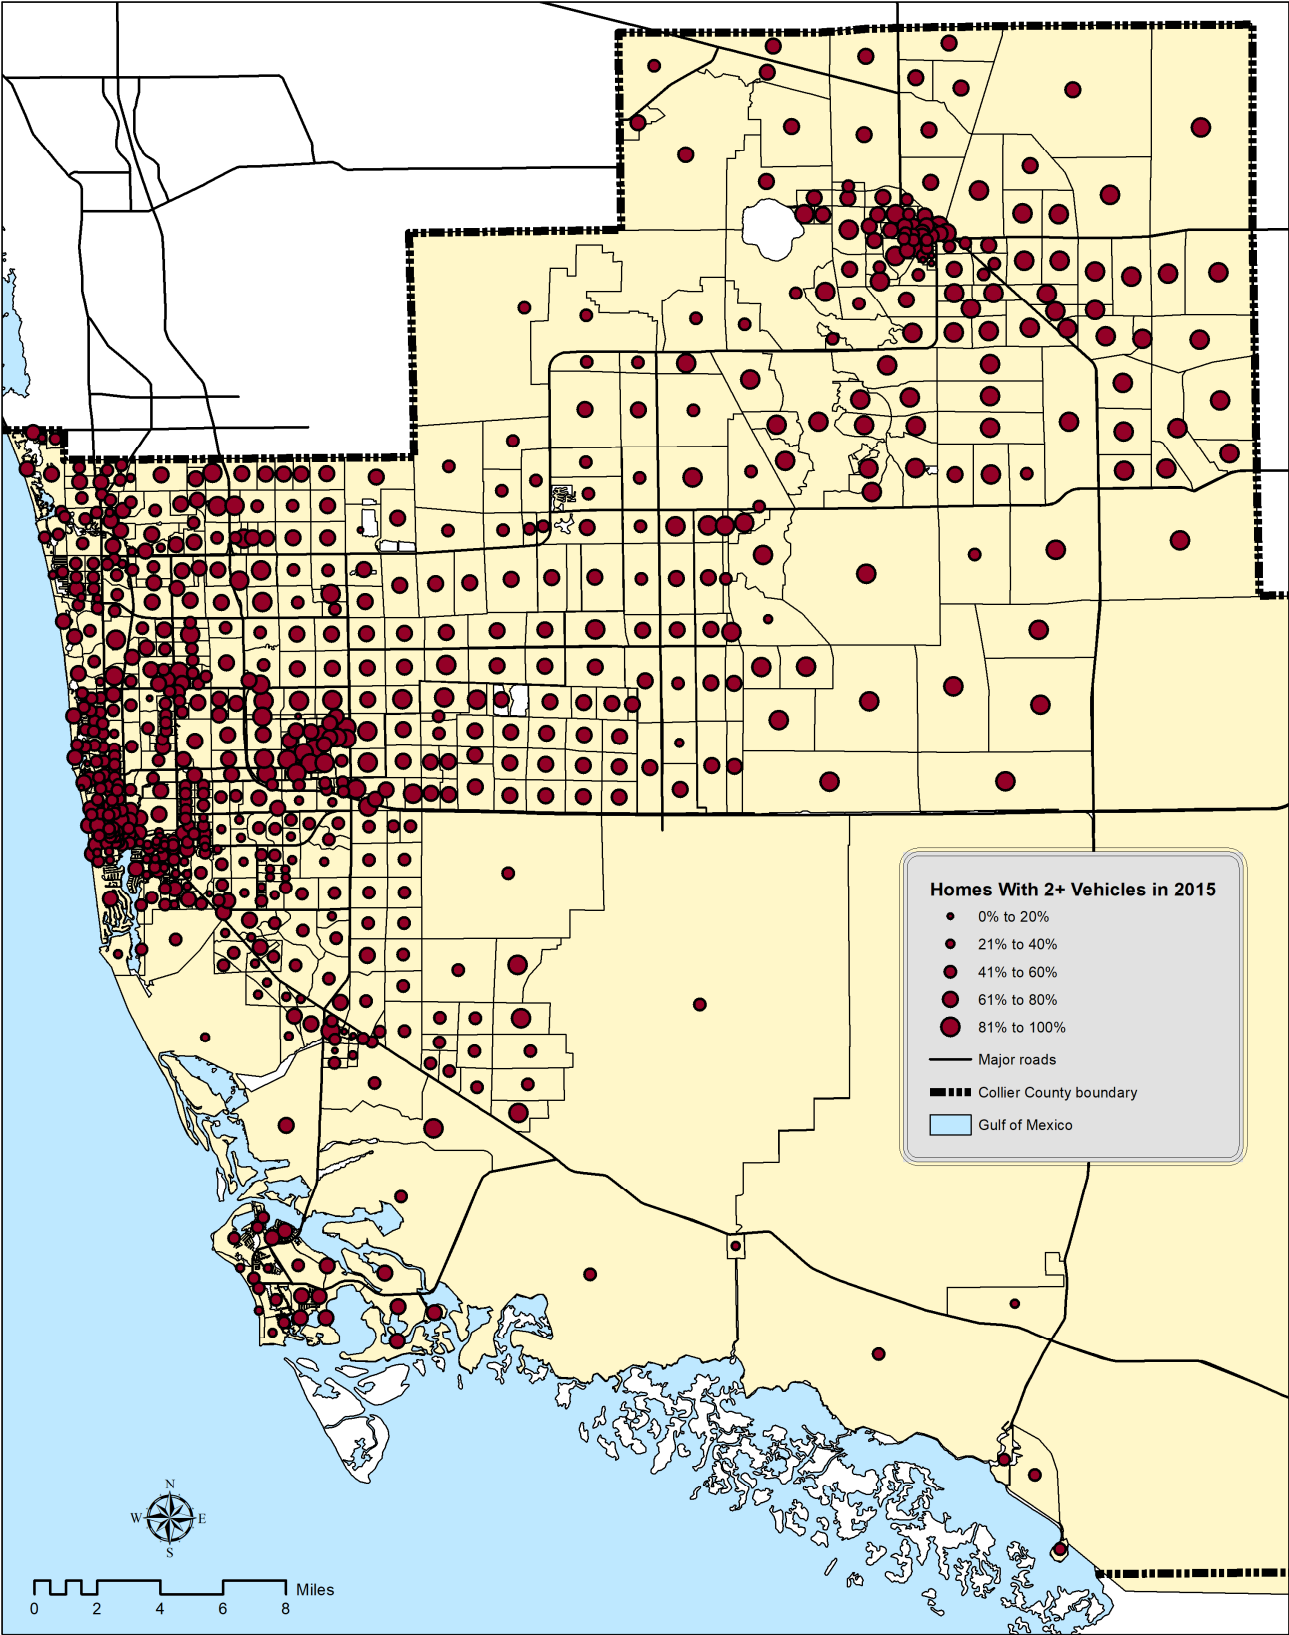 Homes With 2+ Vehicles in 2015
0% to 20%
21% to 40%
41% to 60%
61% to 80%
81% to 100%
Major roads
Collier County boundary
Gulf of Mexico
N
W E
S
Miles
0 2 4 6 8